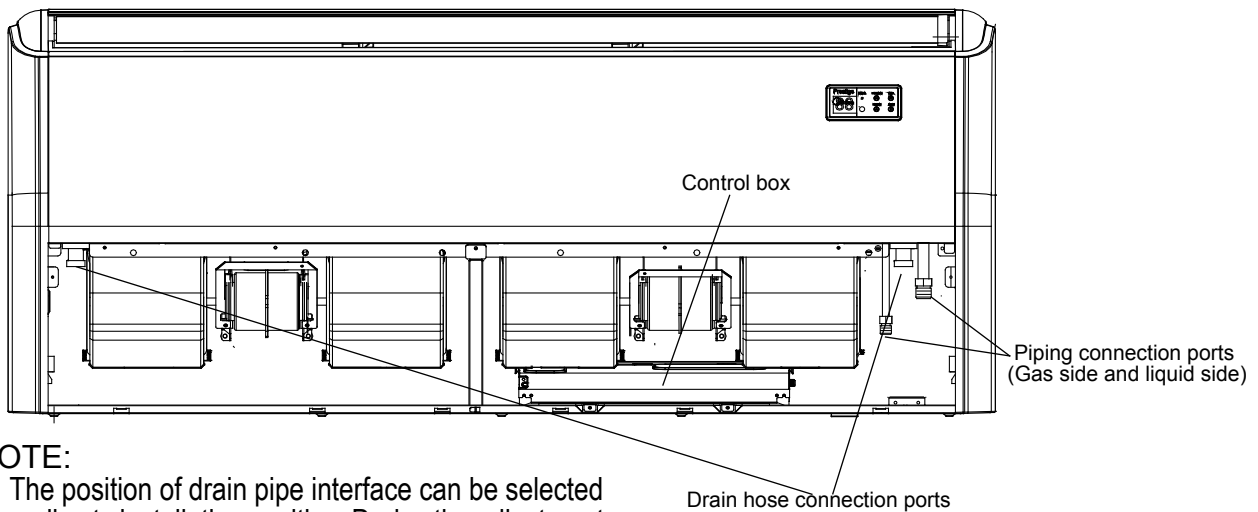 Control box
Piping connection ports
(Gas side and liquid side)
OTE:
The position of drain pipe interface can be selected
Drain hose connection ports